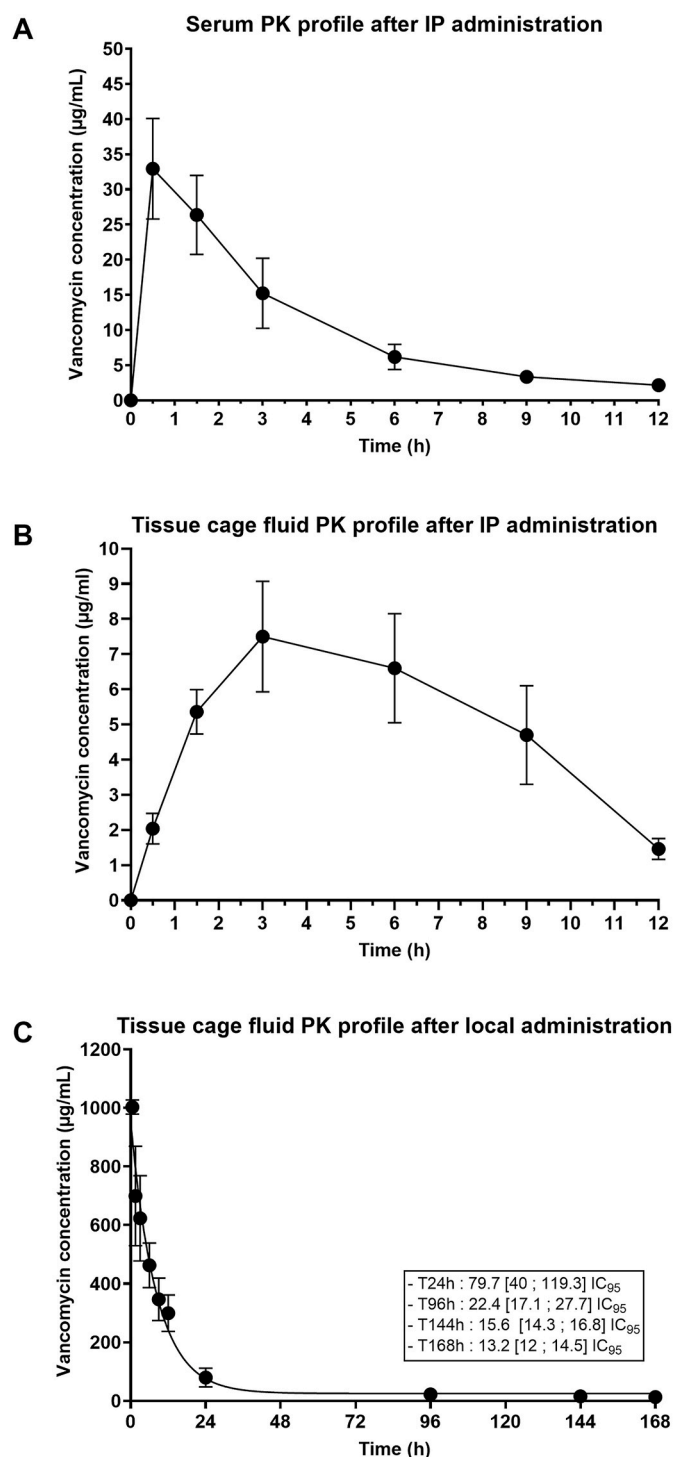 A
Serum PK profile after IP administration
Vancomycin concentration (µg/mL)
50
45
40
35
30
25
20
15
10
5
0
0 1 2 3 4 5 6 7 8 9 10 11 12
Time (h)
B
Tissue cage fluid PK profile after IP administration
Vancomycin concentration (µg/ml)
10
9
8
7
6
5
4
3
2
1
0
0 1 2 3 4 5 6 7 8 9 10 11 12
Time (h)
C
Tissue cage fluid PK profile after local administration
Vancomycin concentration (µg/mL)
1200
1000
800
600
400
200
0
- T24h : 79.7 [40 ; 119.3] IC95
- T96h : 22.4 [17.1 ; 27.7] IC95
- T144h : 15.6 [14.3 ; 16.8] IC95
- T168h : 13.2 [12 ; 14.5] IC95
0 24 48 72 96 120 144 168
Time (h)